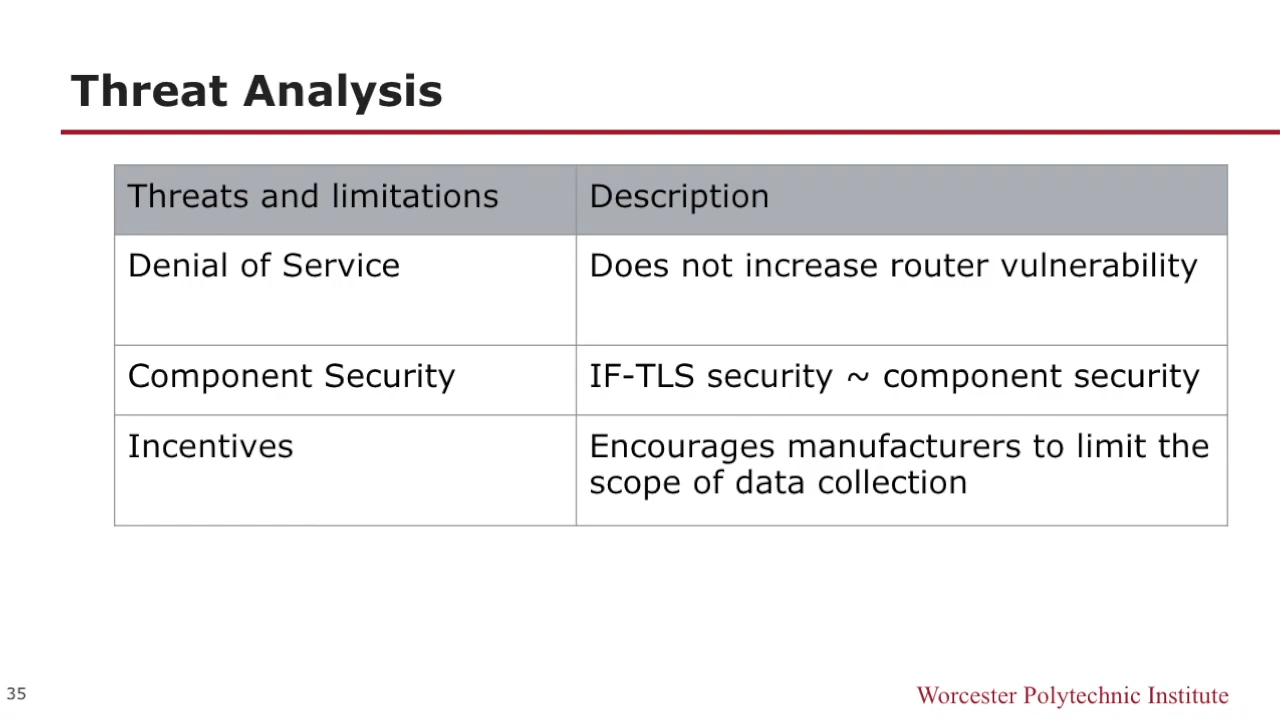 Threat Analysis
Threats and limitations
Description
Denial of Service
Does not increase router vulnerability
Component Security
IF-TLS security ~ component security
Incentives
Encourages manufacturers to limit the
scope of data collection
35
Worcester Polytechnic Institute